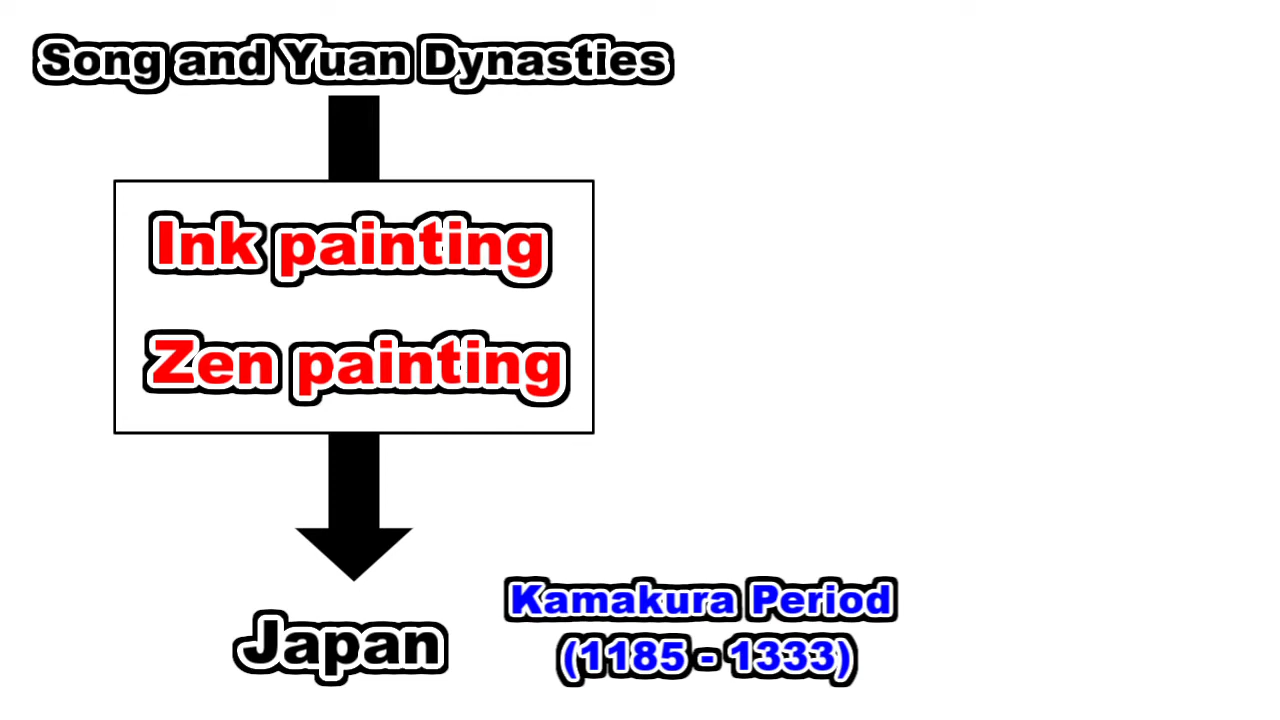 Song and Yuan Dynasties
Ink painting
Zen painting
Japan
Kamakura Period
(1185 - 1333)